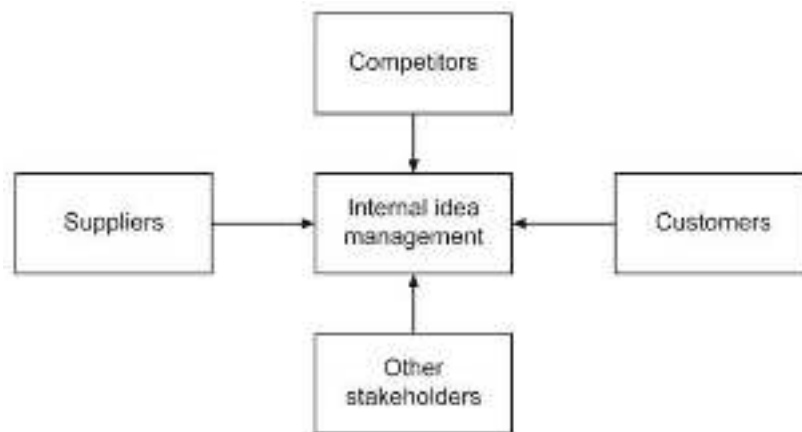 Competitors
Suppliers
Internal idea
management
Customers
Other
stakeholders